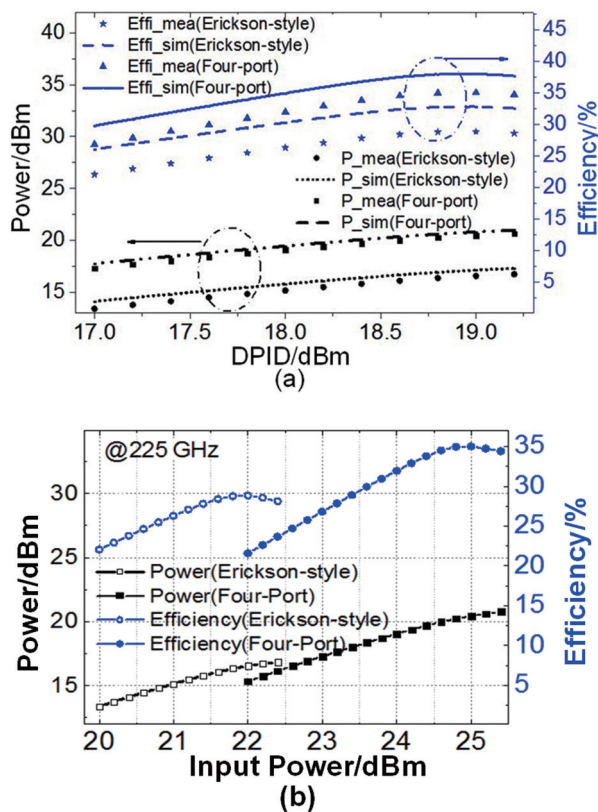 Effi_mea(Erickson-style)
Effi_sim(Erickson-style)
Effi_mea(Four-port)
Effi_sim(Four-port)
P_mea(Erickson-style)
P_sim(Erickson-style)
P_mea(Four-port)
P_sim(Four-port)
Power/dBm
40
35
30
25
20
15
Efficiency/%
40
35
30
25
20
15
10
5
17.0 17.5 18.0 18.5 19.0
DPID/dBm
(a)
@225 GHz
Power(Erickson-style)
Power(Four-Port)
Efficiency(Erickson-style)
Efficiency(Four-Port)
Power/dBm
30
25
20
15
Efficiency/%
35
30
25
20
15
10
5
20 21 22 23 24 25
Input Power/dBm
(b)